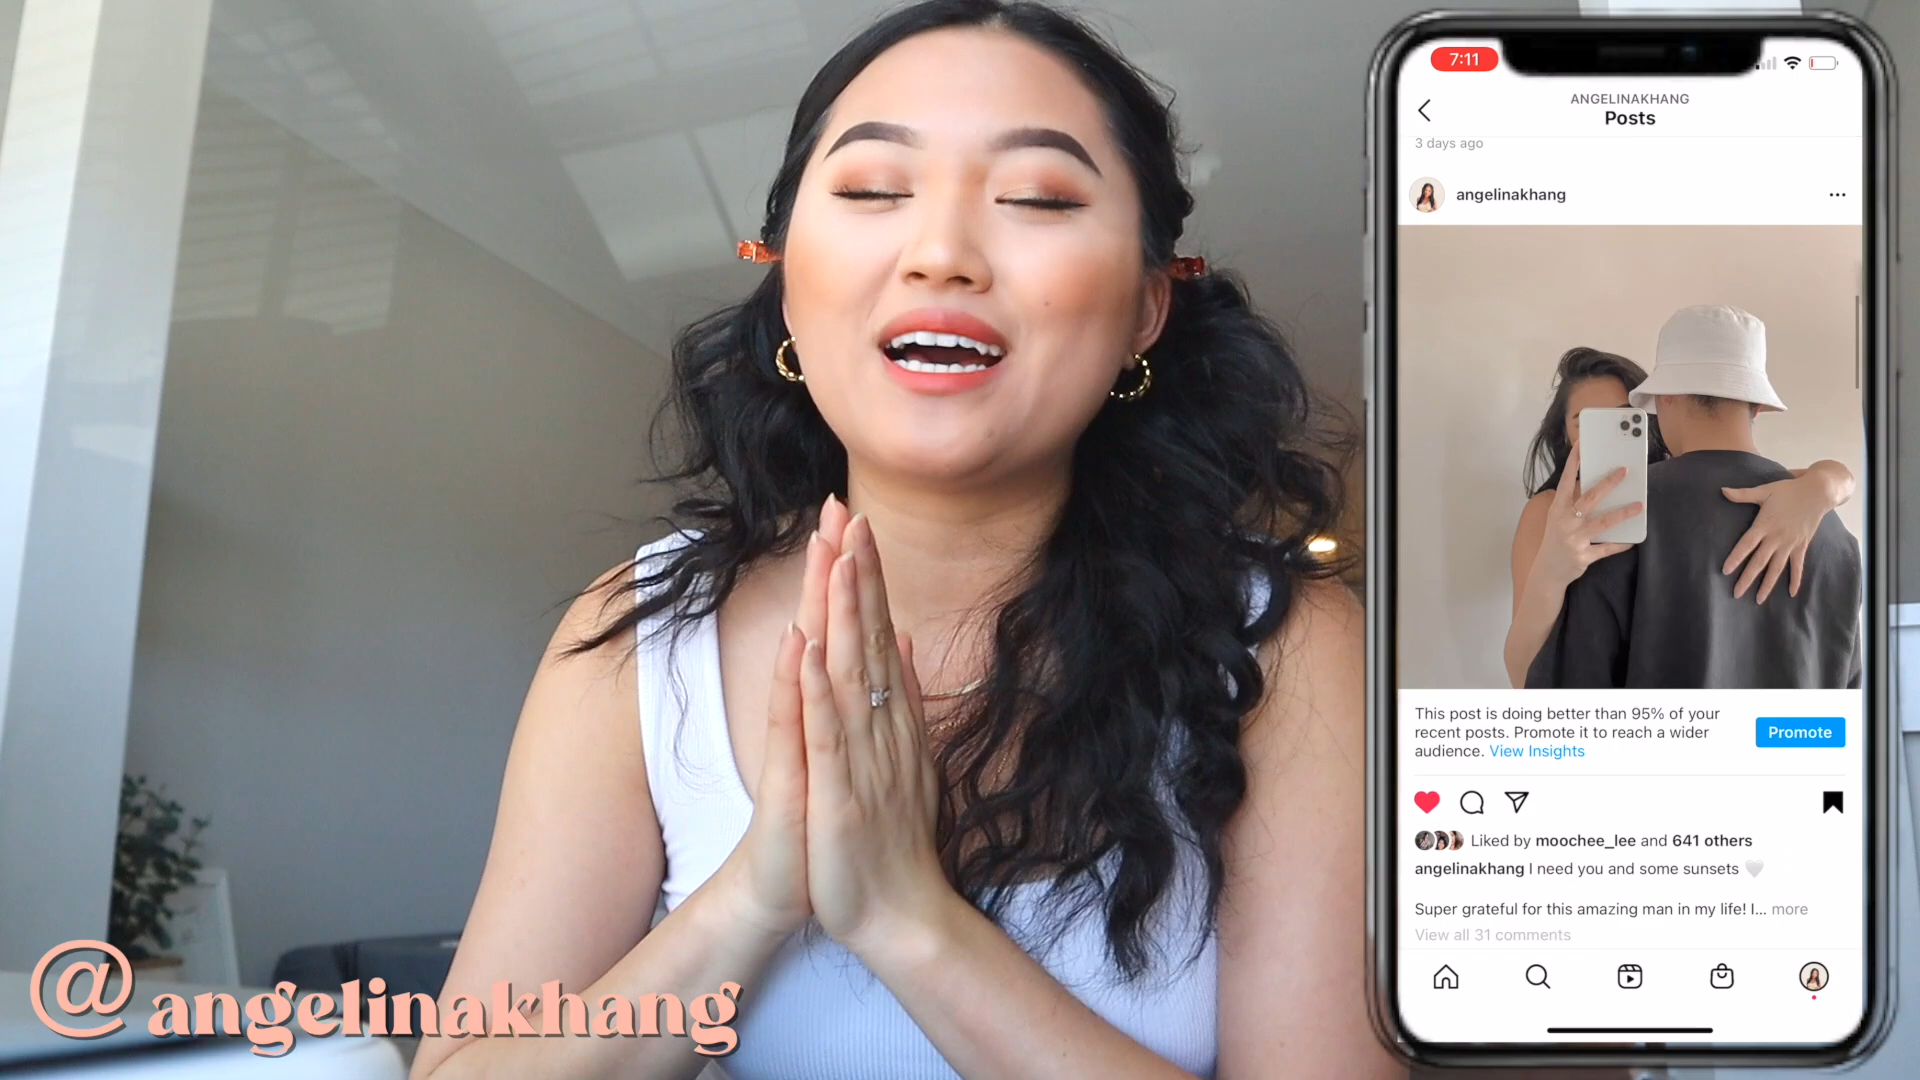 @angelinakhang
7:11
ANGELINAKHANG
Posts
3 days ago
angelinakhang
This post is doing better than 95% of your
recent posts. Promote it to reach a wider
audience. View Insights
Promote
Liked by moochee_lee and 641 others
angelinakhang I need you and some sunsets 🤍
Super grateful for this amazing man in my life! I... more
View all 31 comments